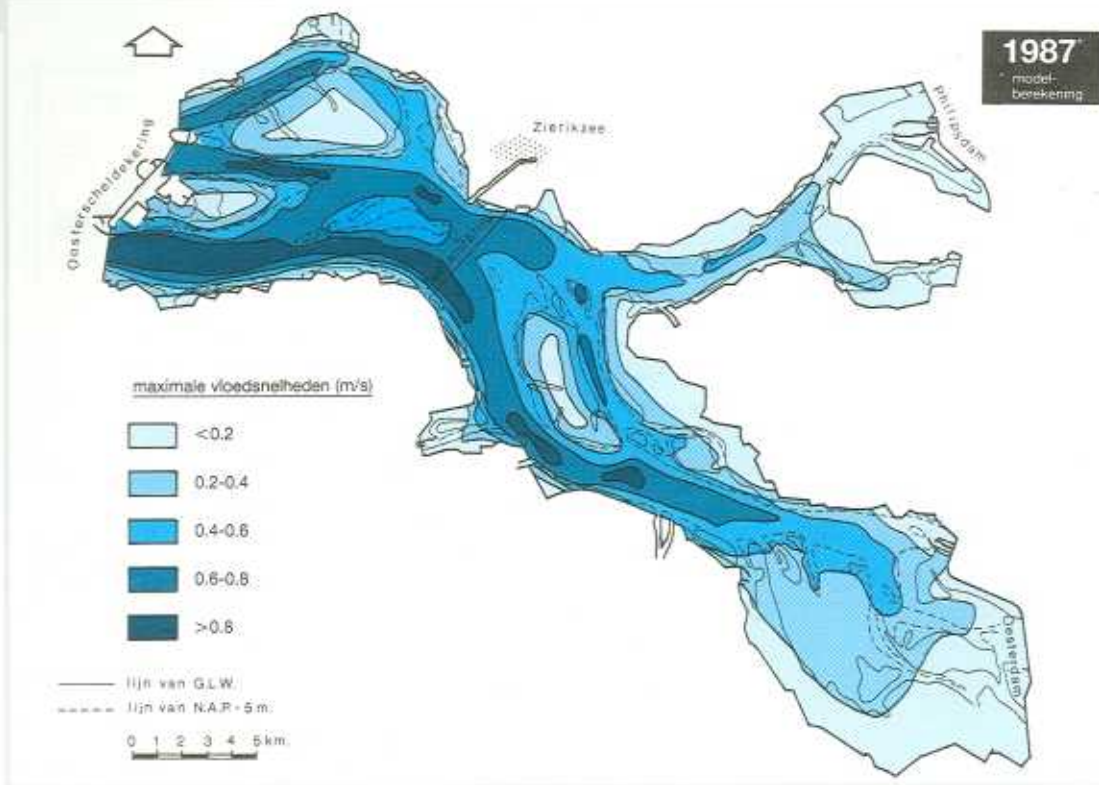 1987*
* model-
berekening
Philipsdam
Zierikzee
Oosterscheldekering
maximale vloedsnelheden (m/s)
<0.2
0.2-0.4
0.4-0.6
0.6-0.8
>0.8
lijn van G.L.W.
lijn van N.A.P. - 5 m.
0 1 2 3 4 5 km.
Oesterdam